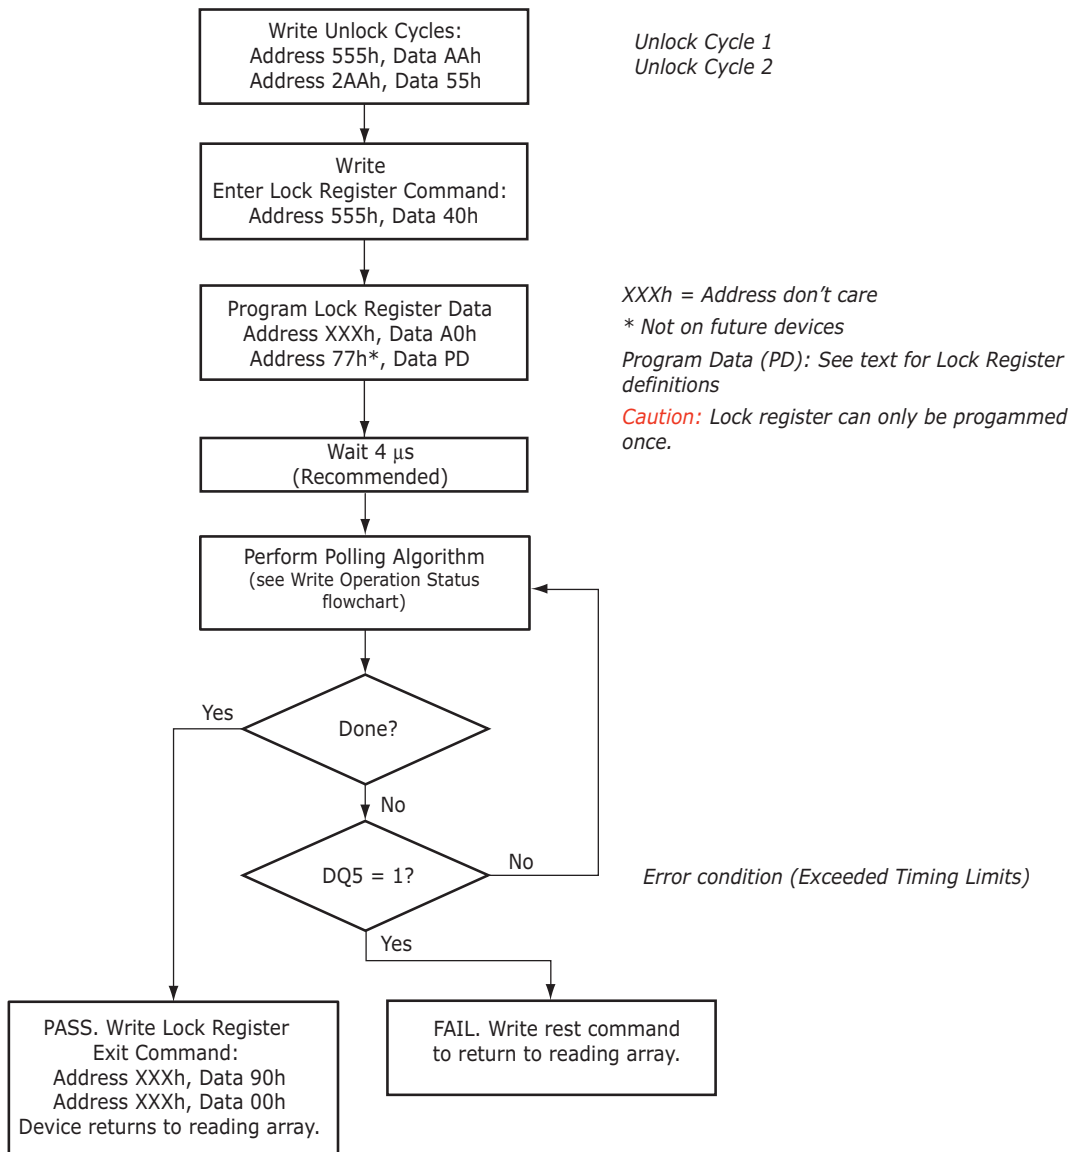 Write Unlock Cycles:
Address 555h, Data AAh
Address 2AAh, Data 55h
Unlock Cycle 1
Unlock Cycle 2
Write
Enter Lock Register Command:
Address 555h, Data 40h
Program Lock Register Data
Address XXXh, Data A0h
Address 77h*, Data PD
XXXh = Address don't care
* Not on future devices
Program Data (PD): See text for Lock Register
definitions
Caution: Lock register can only be progammed
once.
Wait 4 μs
(Recommended)
Perform Polling Algorithm
(see Write Operation Status
flowchart)
Yes
Done?
No
DQ5 = 1?
No
Error condition (Exceeded Timing Limits)
Yes
PASS. Write Lock Register
Exit Command:
Address XXXh, Data 90h
Address XXXh, Data 00h
Device returns to reading array.
FAIL. Write rest command
to return to reading array.